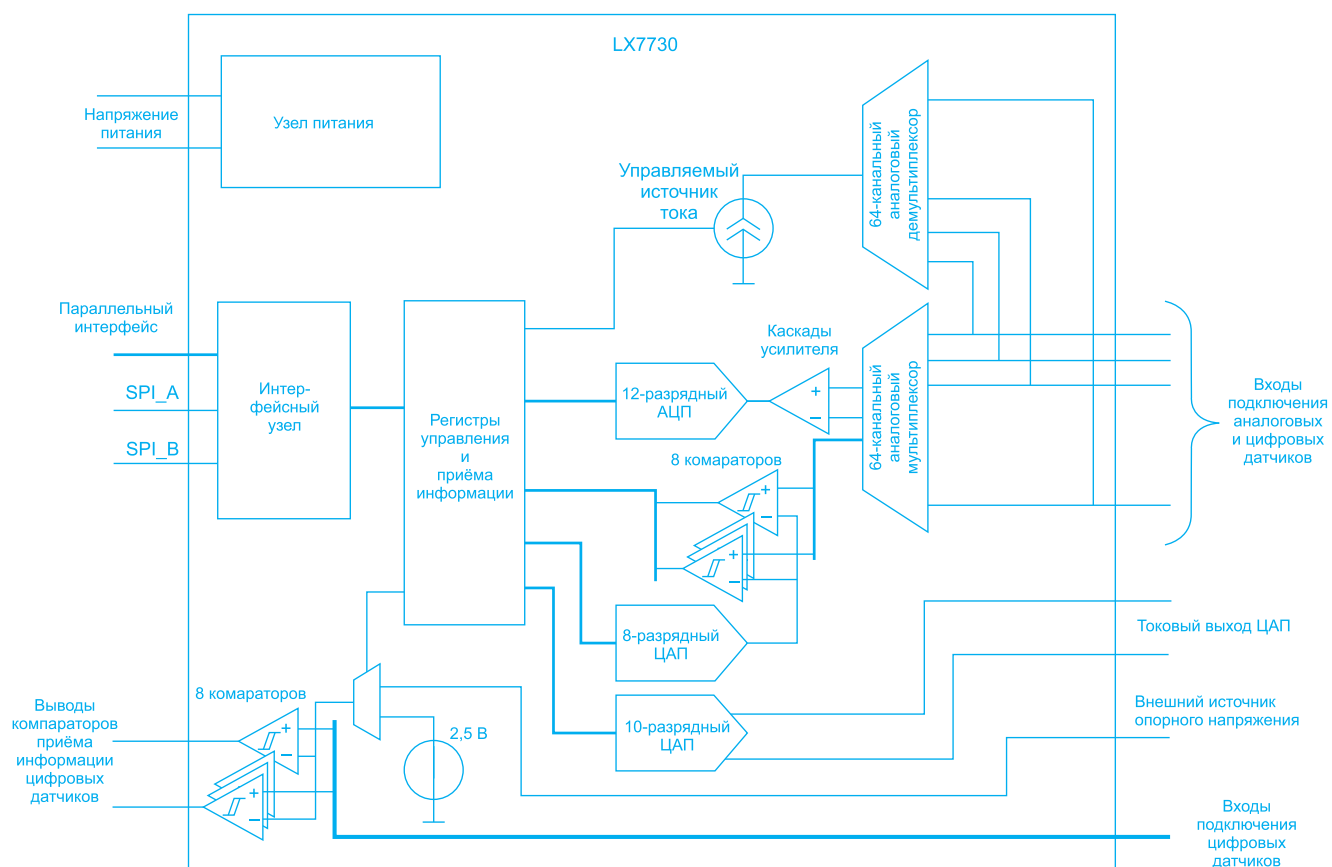 LX7730
Напряжение
питания
Узел питания
Управляемый
источник
тока
64-канальный
аналоговый
демультиплексор
Параллельный
интерфейс
SPI_A
SPI_B
Интер-
фейсный
узел
Регистры
управления
и
приёма
информации
12-разрядный
АЦП
Каскады
усилителя
+
−
64-канальный
аналоговый
мультиплексор
Входы
подключения
аналоговых
и цифровых
датчиков
8 комараторов
+
−
+
−
8-разрядный
ЦАП
10-разрядный
ЦАП
Токовый выход ЦАП
Внешний источник
опорного напряжения
8 комараторов
+
−
+
−
2,5 В
Выводы
компараторов
приёма
информации
цифровых
датчиков
Входы
подключения
цифровых
датчиков